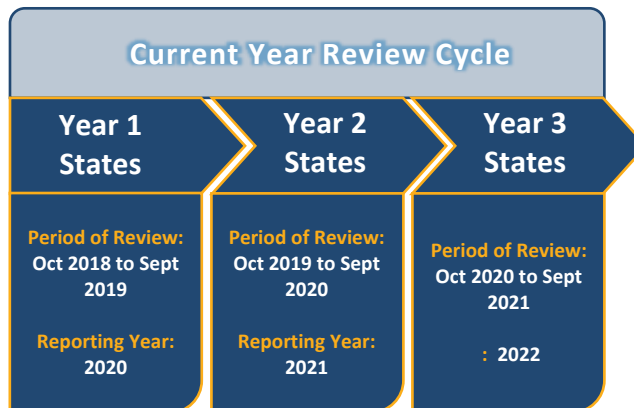 Current Year Review Cycle
Year 1
States
Year 2
States
Year 3
States
Period of Review:
Oct 2018 to Sept
2019
Reporting Year:
2020
Period of Review:
Oct 2019 to Sept
2020
Reporting Year:
2021
Period of Review:
Oct 2020 to Sept
2021
: 2022